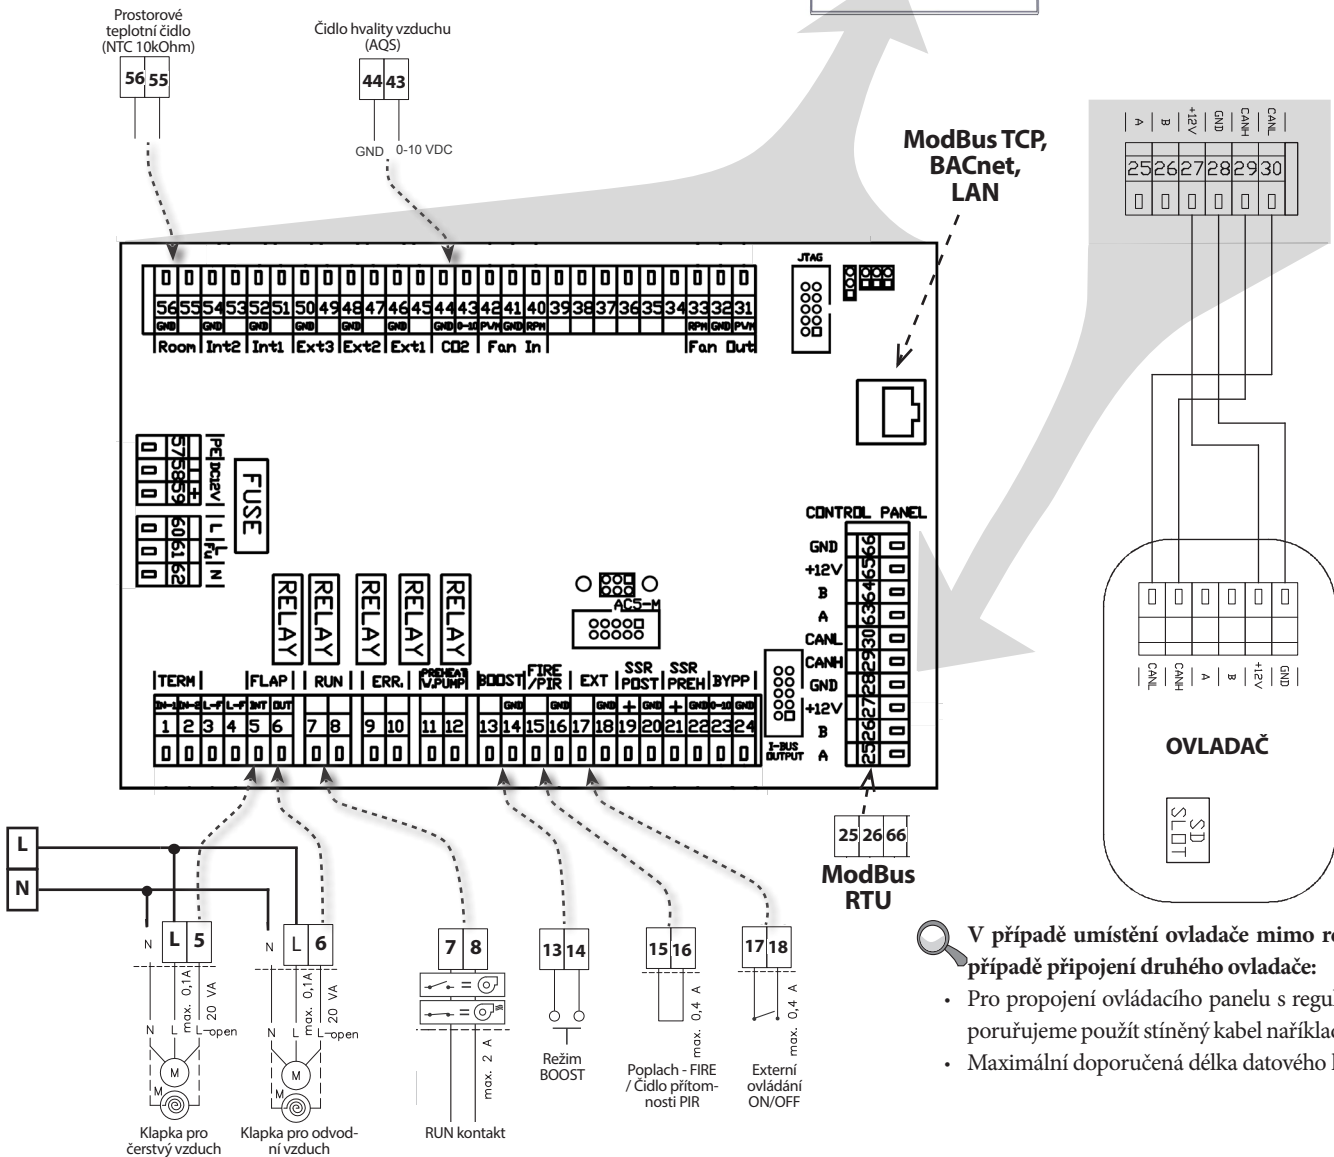 Prostorové
teplotní čidlo
(NTC 10kOhm)
56 55
Čidlo hvality vzduchu
(AQS)
44 43
GND 0-10 VDC
ModBus TCP,
BACnet,
LAN
A B +12V GND CANH CANL
25 26 27 28 29 30
JTAG
56 55 54 53 52 51 50 49 48 47 46 45 44 43 42 41 40 39 38 37 36 35 34 33 32 31
GND GND GND GND GND GND GND 0-10 PWM GND RPM RPM GND PWM
Room Int2 Int1 Ext3 Ext2 Ext1 CO2 Fan In Fan Out
57 58 59
PE DC12V +
FUSE
60 61 62
L L Fu N
CONTROL PANEL
GND 66
+12V 65
B 64
A 63
CANL 30
CANH 29
GND 28
+12V 27
B 26
A 25
RELAY RELAY RELAY RELAY RELAY
AC5-M
I-BUS
OUTPUT
TERM FLAP RUN ERR. PREHEAT W.PUMP BOOST FIRE /PIR EXT SSR POST SSR PREH BYPP
IN-1 IN-2 L-F L-F INT OUT GND GND GND + GND + GND 0-10 GND
1 2 3 4 5 6 7 8 9 10 11 12 13 14 15 16 17 18 19 20 21 22 23 24
CANL CANH A B +12V GND
OVLADAČ
SD
SLOT
25 26 66
ModBus
RTU
L
N
N L 5
N L 6
7 8
13 14
15 16
17 18
max. 0,1A
20 VA
N L L open
M
M
max. 0,1A
20 VA
N L L open
M
M
max. 2 A
max. 0,4 A
max. 0,4 A
Klapka pro
čerstvý vzduch
Klapka pro odvod-
ní vzduch
RUN kontakt
Režim
BOOST
Poplach - FIRE
/ Čidlo přítom-
nosti PIR
Externí
ovládání
ON/OFF
V případě umístění ovladače mimo
případě připojení druhého ovladače:
• Pro propojení ovládacího panelu s
poruřujeme použít stíněný kabel
• Maximální doporučená délka datového